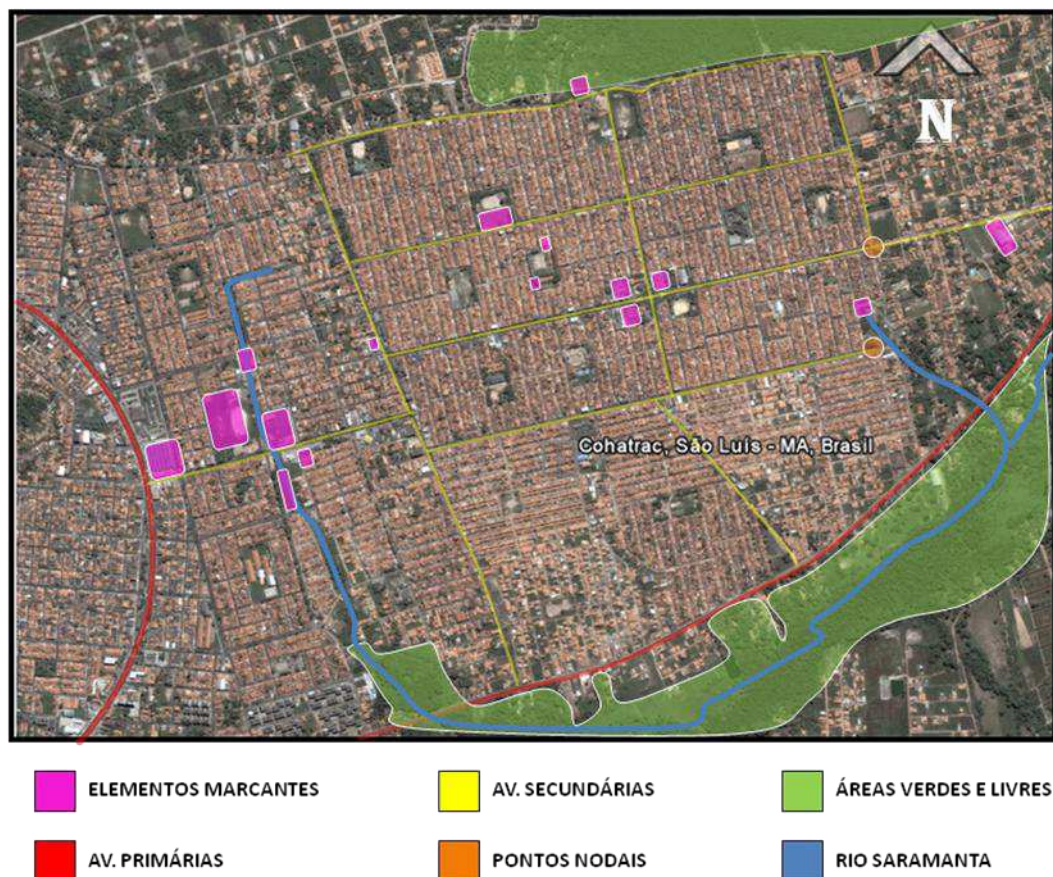 N
Cohatrac, São Luís - MA, Brasil
ELEMENTOS MARCANTES
AV. SECUNDÁRIAS
ÁREAS VERDES E LIVRES
AV. PRIMÁRIAS
PONTOS NODAIS
RIO SARAMANTA